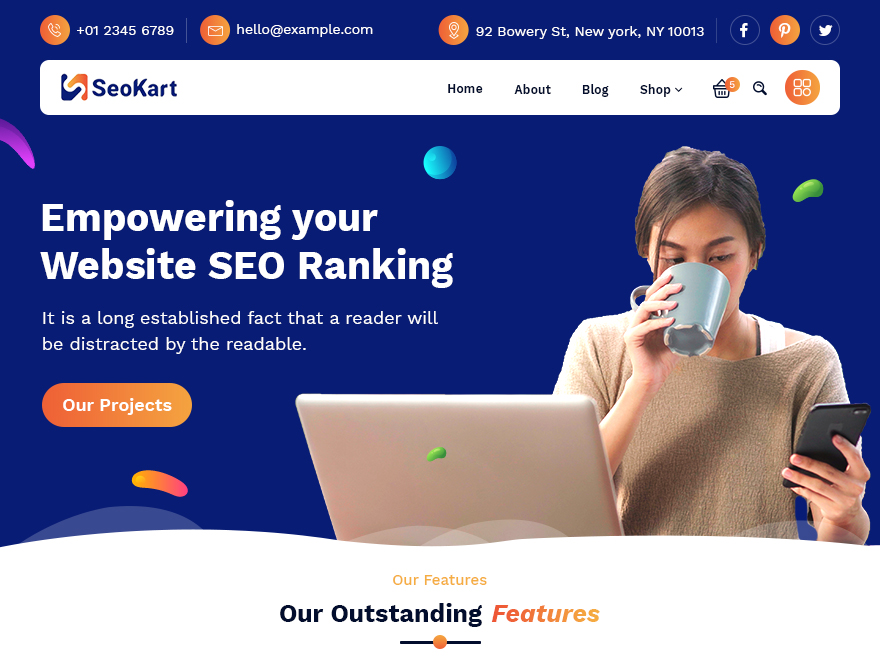 +01 2345 6789
hello@example.com
92 Bowery St, New york, NY 10013
SeoKart
Home
About
Blog
Shop
5
Empowering your
Website SEO Ranking
It is a long established fact that a reader will
be distracted by the readable.
Our Projects
Our Features
Our Outstanding Features